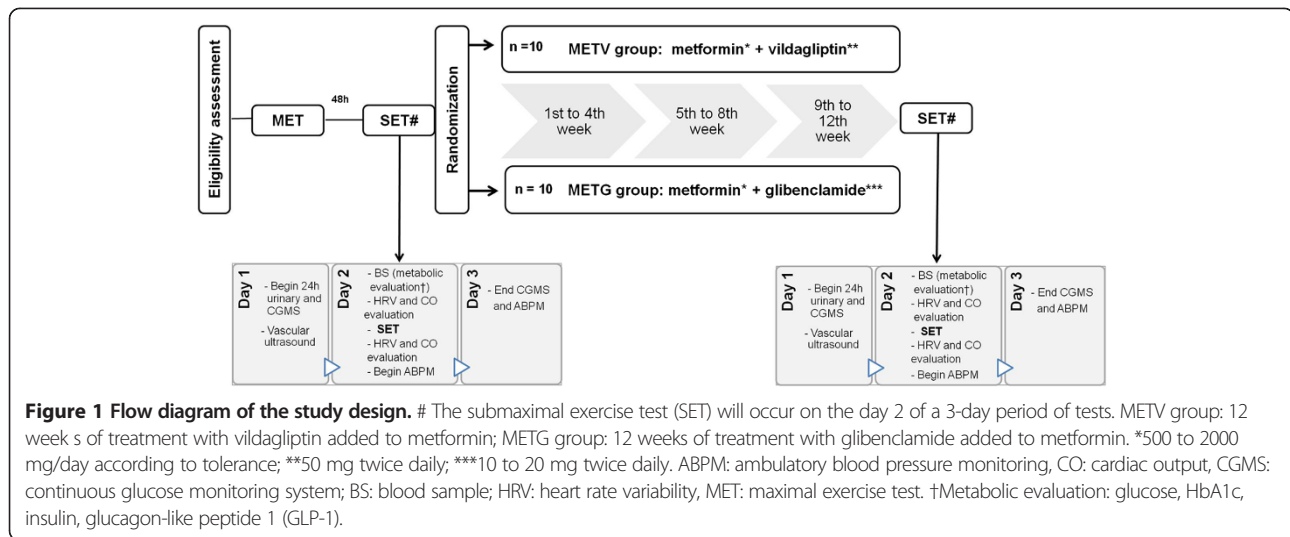 Eligibility assessment
MET
48h
SET#
Randomization
n =10 METV group: metformin* + vildagliptin**
1st to 4th
week
5th to 8th
week
9th to
12th
week
SET#
n = 10 METG group: metformin* + glibenclamide***
Day 1
- Begin 24h
urinary and
CGMS
- Vascular
ultrasound
Day 2
- BS (metabolic
evaluation†)
- HRV and CO
evaluation
- SET
- HRV and CO
evaluation
- Begin ABPM
Day 3
- End CGMS
and ABPM
Day 1
- Begin 24h
urinary and
CGMS
- Vascular
ultrasound
Day 2
- BS (metabolic
evaluation†)
- HRV and CO
evaluation
- SET
- HRV and CO
evaluation
- Begin ABPM
Day 3
- End CGMS
and ABPM
Figure 1 Flow diagram of the study design. # The submaximal exercise test (SET) will occur on the day 2 of a 3-day period of tests. METV group: 12
week s of treatment with vildagliptin added to metformin; METG group: 12 weeks of treatment with glibenclamide added to metformin. *500 to 2000
mg/day according to tolerance; **50 mg twice daily; ***10 to 20 mg twice daily. ABPM: ambulatory blood pressure monitoring, CO: cardiac output, CGMS:
continuous glucose monitoring system; BS: blood sample; HRV: heart rate variability, MET: maximal exercise test. †Metabolic evaluation: glucose, HbA1c,
insulin, glucagon-like peptide 1 (GLP-1).